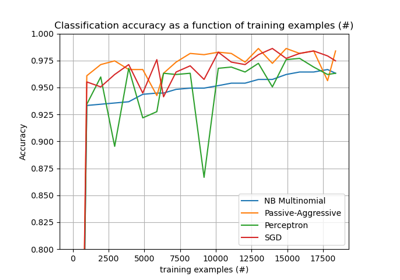 Classification accuracy as a function of training examples (#)
1.000
0.975
0.950
0.925
0.900
0.875
0.850
0.825
0.800
Accuracy
NB Multinomial
Passive-Aggressive
Perceptron
SGD
0 2500 5000 7500 10000 12500 15000 17500
training examples (#)